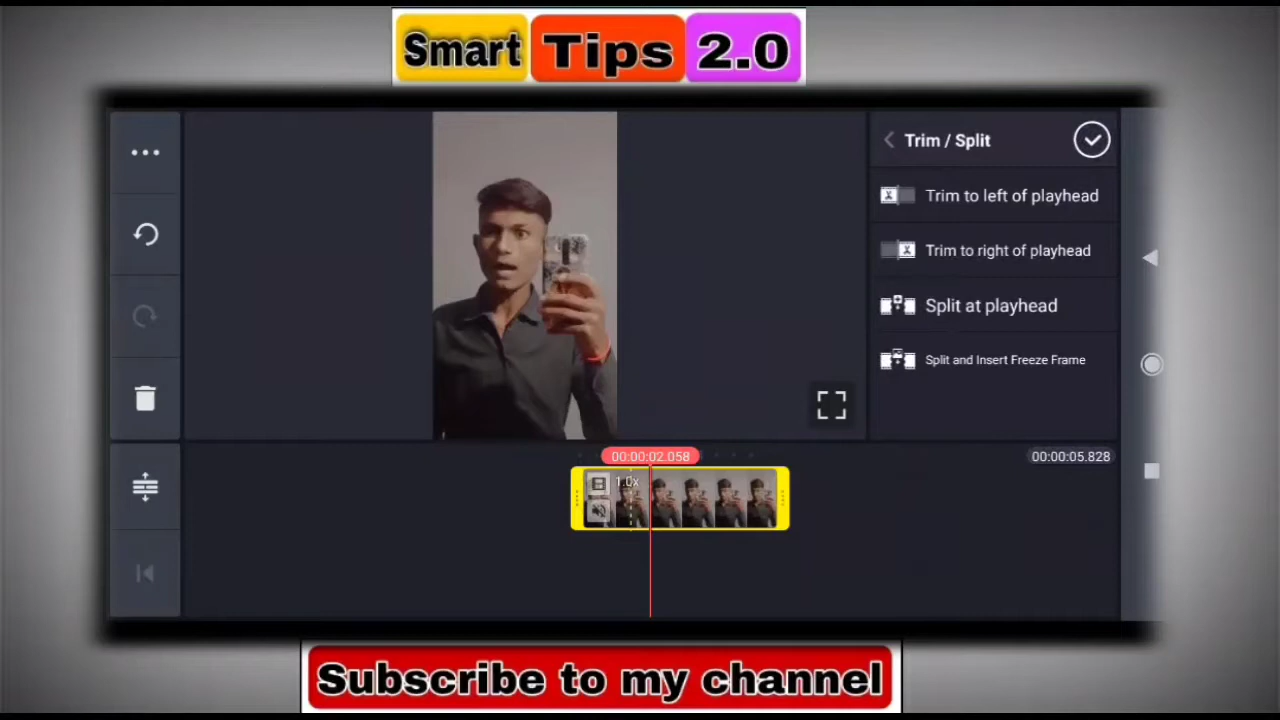 Smart Tips 2.0
Trim / Split
Trim to left of playhead
Trim to right of playhead
Split at playhead
Split and Insert Freeze Frame
00:00:02.058
00:00:05.828
1.0x
Subscribe to my channel